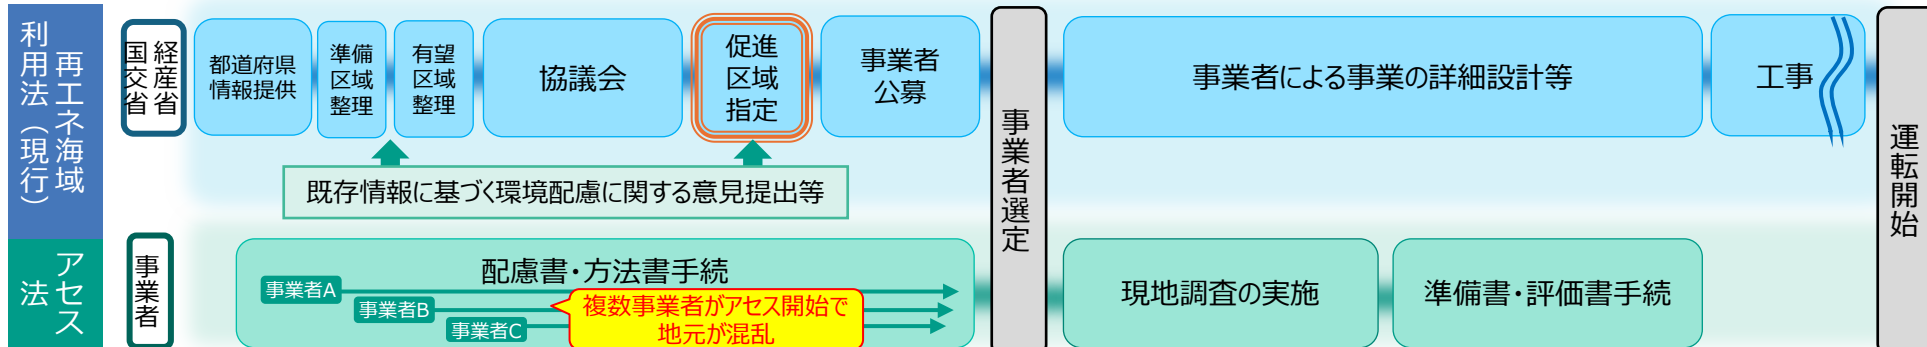 再エネ海域
利用法（現行）
経産省
国交省
都道府県
情報提供
準備
区域
整理
有望
区域
整理
協議会
促進
区域
指定
事業者
公募
既存情報に基づく環境配慮に関する意見提出等
事業者選定
事業者による事業の詳細設計等
工事
運転開始
アセス
法
事業者
配慮書・方法書手続
事業者A
事業者B
事業者C
複数事業者がアセス開始で
地元が混乱
現地調査の実施
準備書・評価書手続